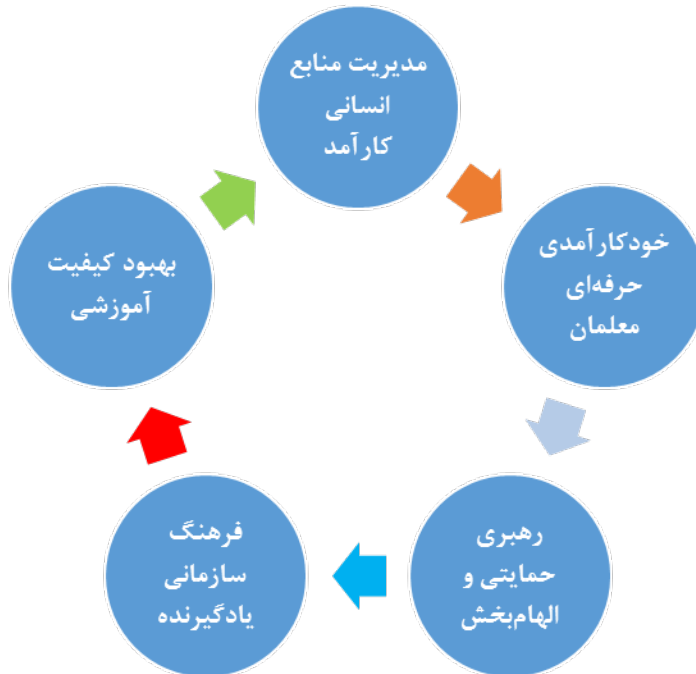 مدیریت منابع
انسانی
کارآمد
خودکارآمدی
حرفه‌ای
معلمان
رهبری
حمایتی و
الهام‌بخش
فرهنگ
سازمانی
یادگیرنده
بهبود کیفیت
آموزشی